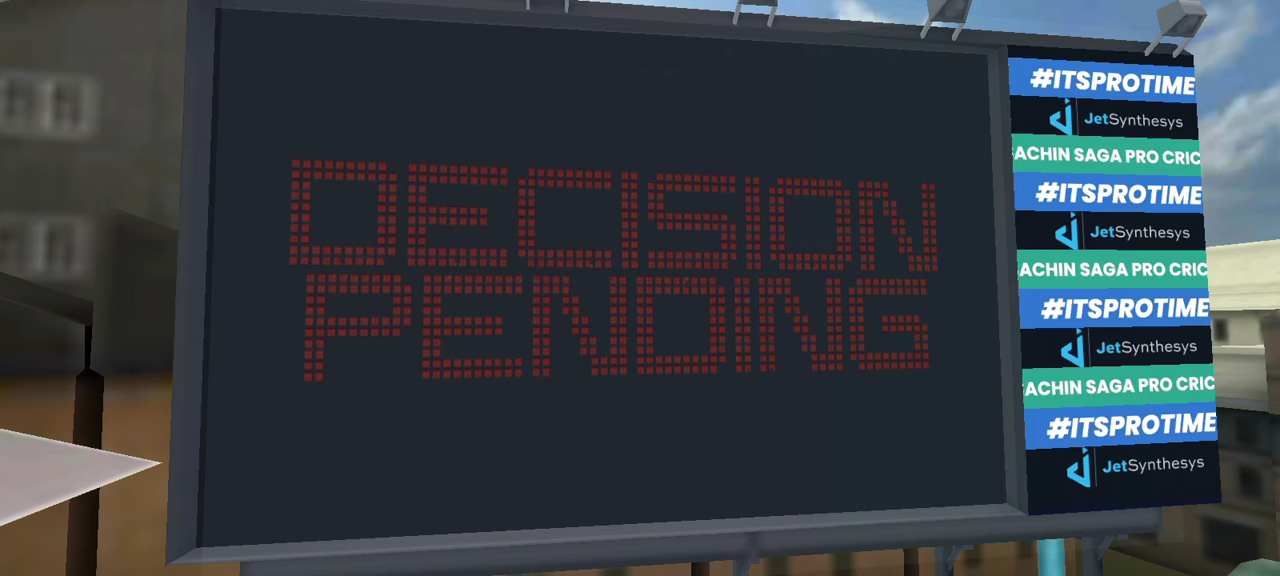 DECISION
PENDING
#ITSPROTIME
JetSynthesys
ACHIN SAGA PRO CRIC
#ITSPROTIME
JetSynthesys
ACHIN SAGA PRO CRIC
#ITSPROTIME
JetSynthesys
ACHIN SAGA PRO CRIC
#ITSPROTIME
JetSynthesys